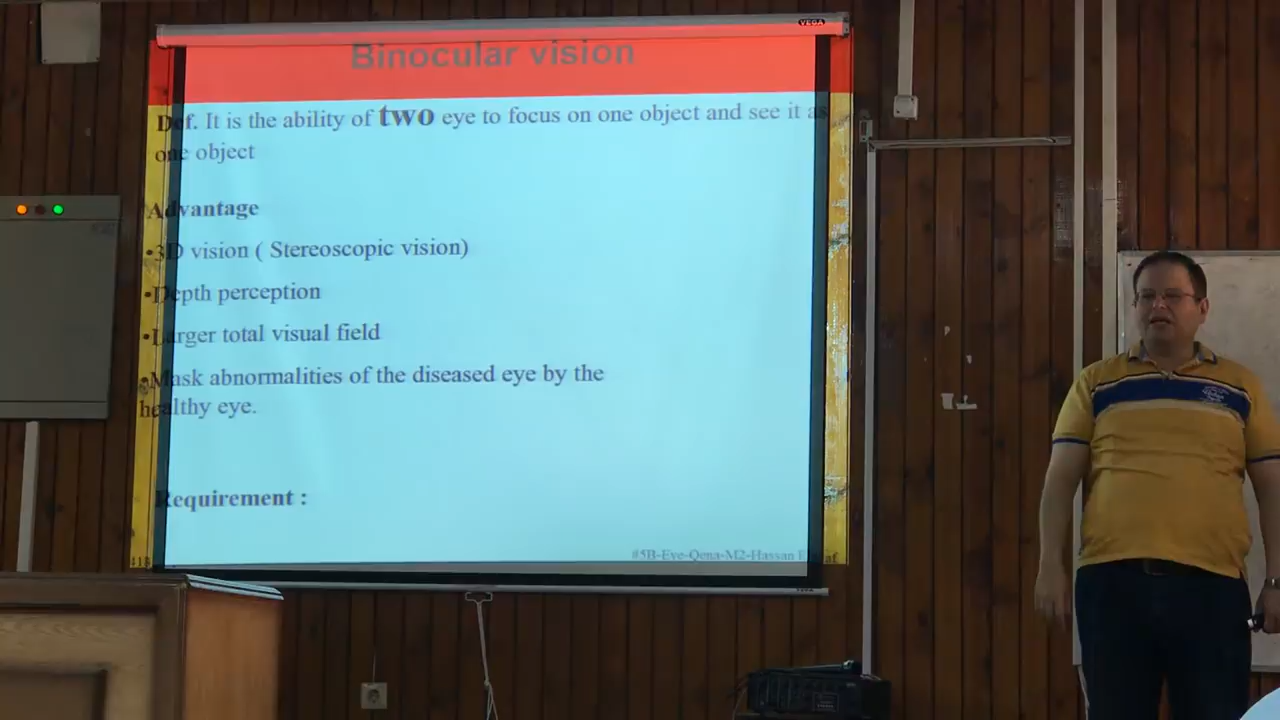 VEGA
Binocular vision
Def. It is the ability of two eye to focus on one object and see it as
one object
Advantage
•3D vision ( Stereoscopic vision)
•Depth perception
•Larger total visual field
•Mask abnormalities of the diseased eye by the
healthy eye.
Requirement :
#5B-Eye-Qena-M2-Hassan